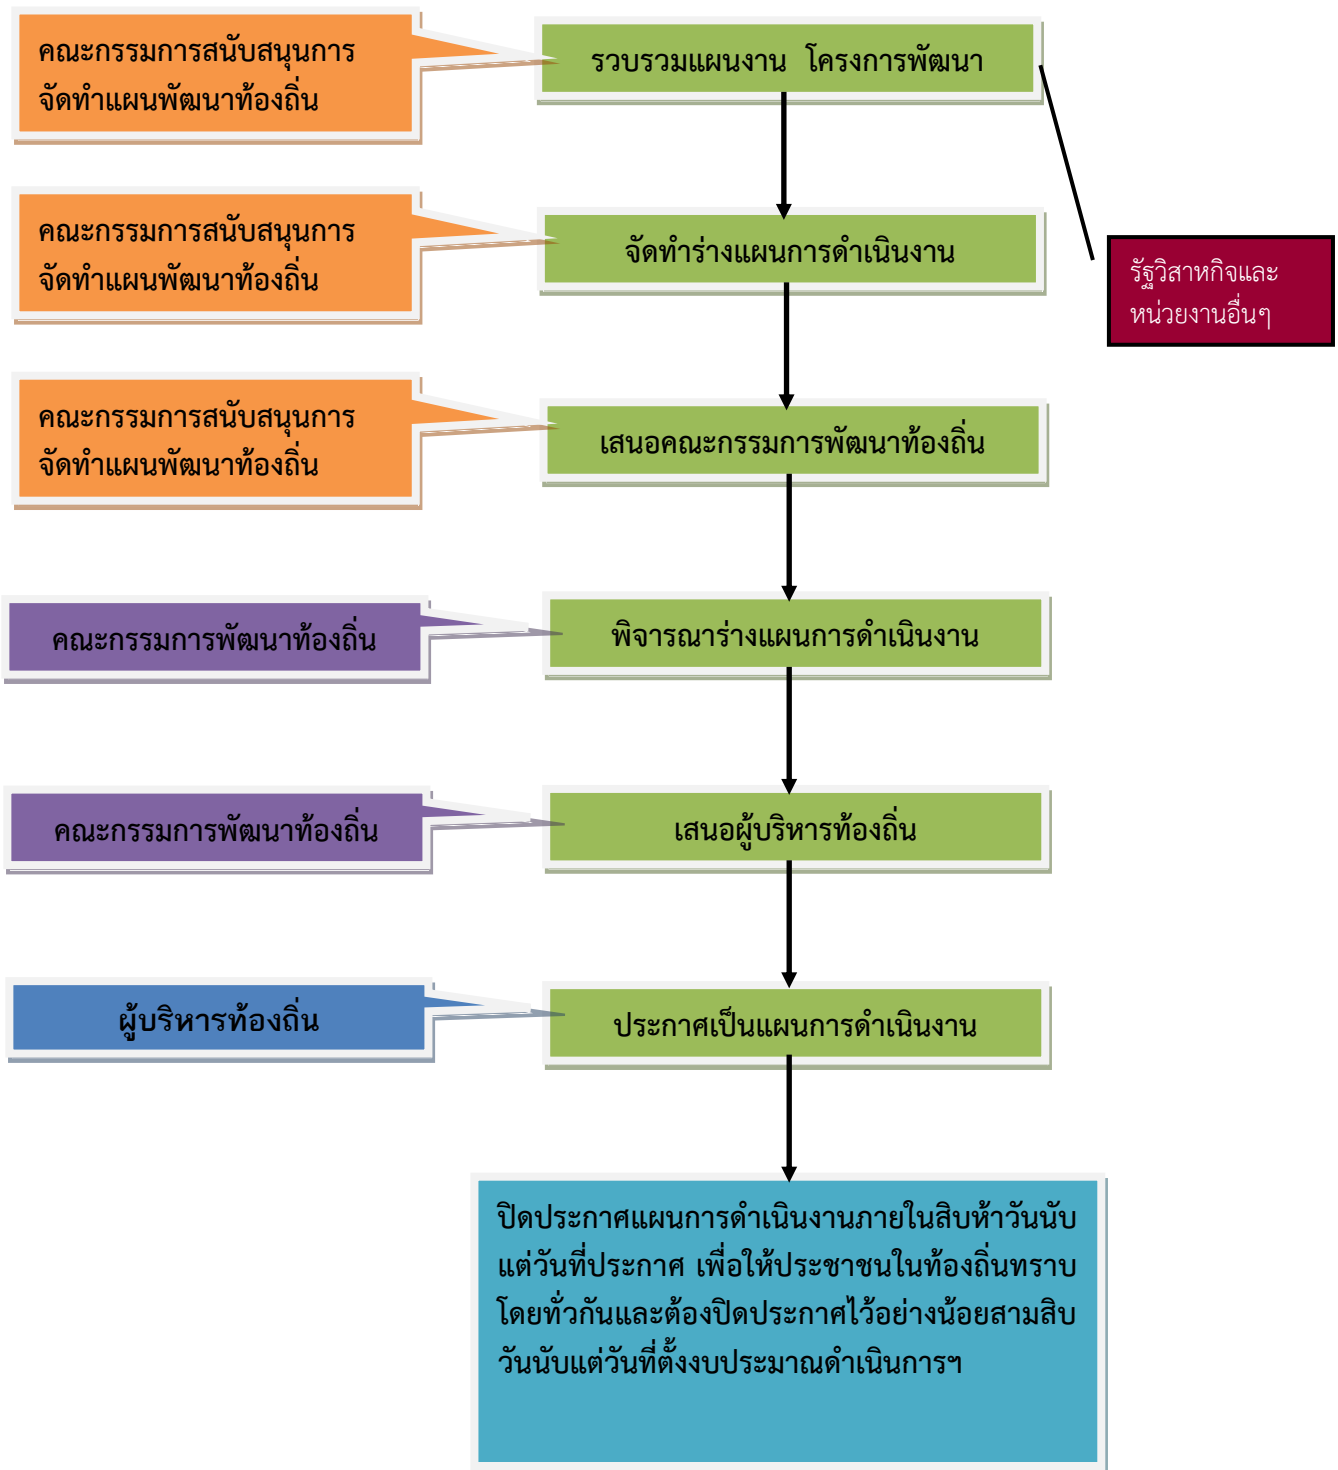 คณะกรรมการสนับสนุนการ
จัดทำแผนพัฒนาท้องถิ่น
รวบรวมแผนงาน โครงการพัฒนา
คณะกรรมการสนับสนุนการ
จัดทำแผนพัฒนาท้องถิ่น
จัดทำร่างแผนการดำเนินงาน
รัฐวิสาหกิจและ
หน่วยงานอื่นๆ
คณะกรรมการสนับสนุนการ
จัดทำแผนพัฒนาท้องถิ่น
เสนอคณะกรรมการพัฒนาท้องถิ่น
คณะกรรมการพัฒนาท้องถิ่น
พิจารณาร่างแผนการดำเนินงาน
คณะกรรมการพัฒนาท้องถิ่น
เสนอผู้บริหารท้องถิ่น
ผู้บริหารท้องถิ่น
ประกาศเป็นแผนการดำเนินงาน
ปิดประกาศแผนการดำเนินงานภายในสิบห้าวันนับ
แต่วันที่ประกาศ เพื่อให้ประชาชนในท้องถิ่นทราบ
โดยทั่วกันและต้องปิดประกาศไว้อย่างน้อยสามสิบ
วันนับแต่วันที่ตั้งงบประมาณดำเนินการฯ